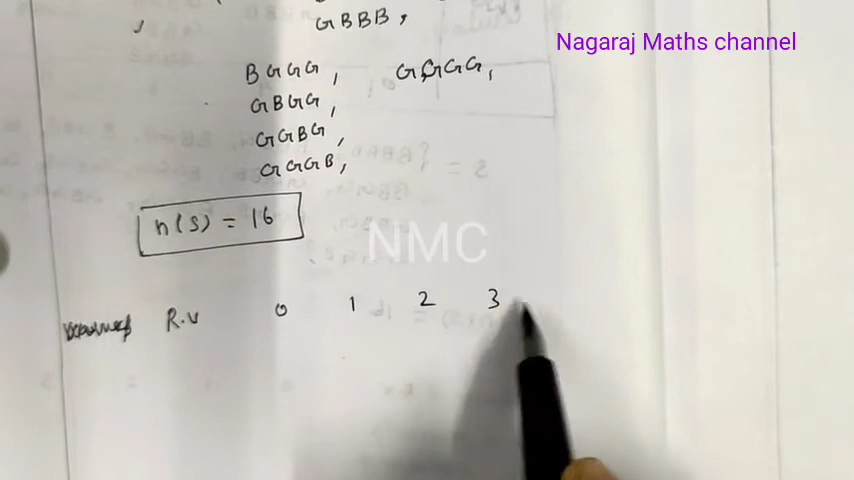 GBBB,
Nagaraj Maths channel
BGGG, GGGG,
GBGG,
GGBG,
GGGB,
n(S) = 16
NMC
R.V 0 1 2 3